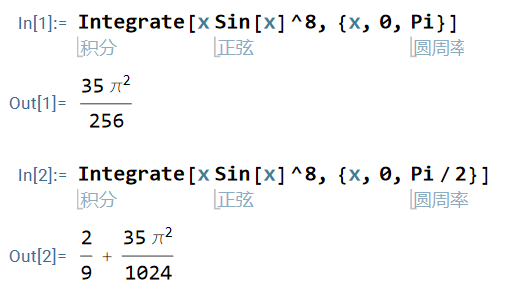 In[1]:= Integrate[x Sin[x]^8, {x, 0, Pi}]
积分 正弦 圆周率
Out[1]= 35 π² / 256
In[2]:= Integrate[x Sin[x]^8, {x, 0, Pi / 2}]
积分 正弦 圆周率
Out[2]= 2/9 + 35 π² / 1024